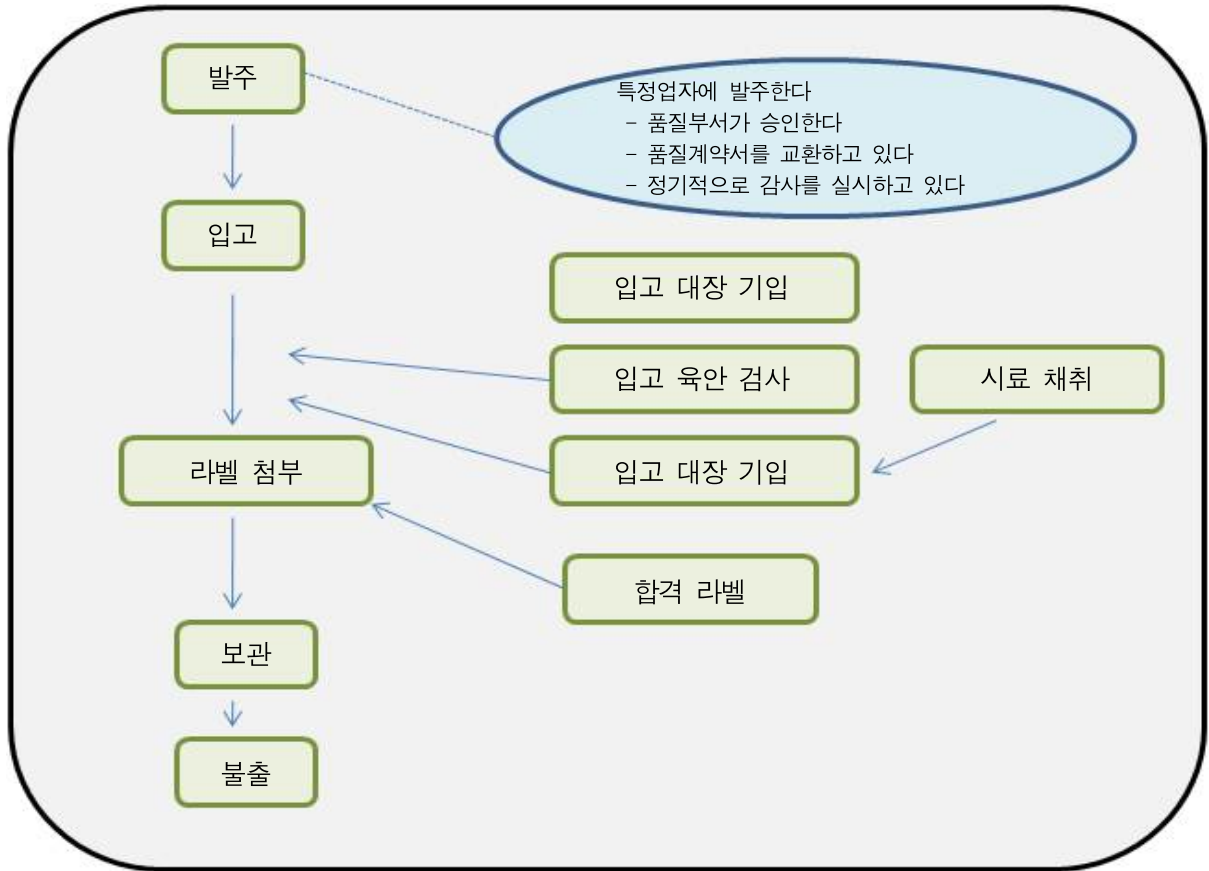 발주
특정업자에 발주한다
- 품질부서가 승인한다
- 품질계약서를 교환하고 있다
- 정기적으로 감사를 실시하고 있다
입고
입고 대장 기입
입고 육안 검사
시료 채취
라벨 첨부
입고 대장 기입
합격 라벨
보관
불출